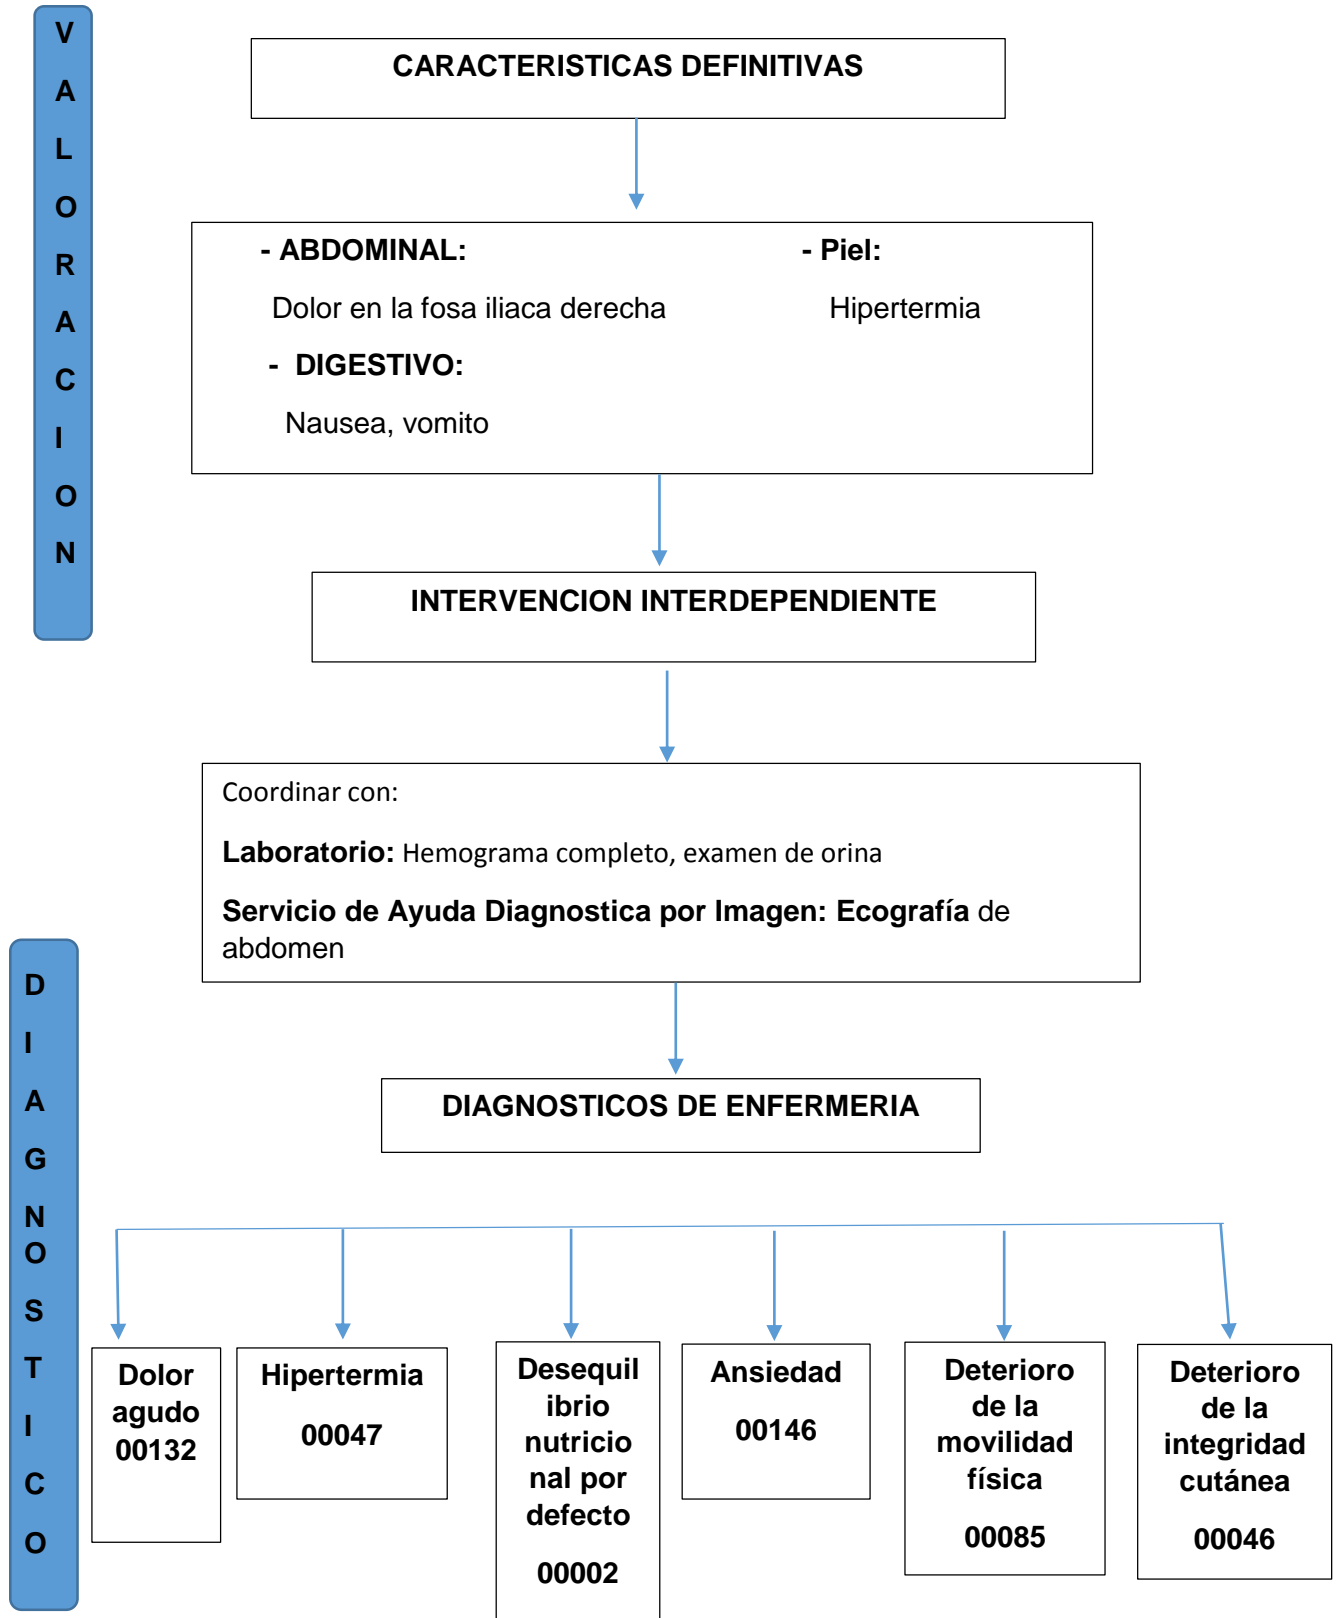 V
A
L
O
R
A
C
I
O
N
CARACTERISTICAS DEFINITIVAS
- ABDOMINAL:
- Piel:
Dolor en la fosa iliaca derecha
Hipertermia
- DIGESTIVO:
Nausea, vomito
INTERVENCION INTERDEPENDIENTE
Coordinar con:
Laboratorio: Hemograma completo, examen de orina
Servicio de Ayuda Diagnostica por Imagen: Ecografía de
abdomen
D
I
A
G
N
O
S
T
I
C
O
DIAGNOSTICOS DE ENFERMERIA
Dolor
agudo
00132
Hipertermia
00047
Desequil
ibrio
nutricio
nal por
defecto
00002
Ansiedad
00146
Deterioro
de la
movilidad
física
00085
Deterioro
de la
integridad
cutánea
00046